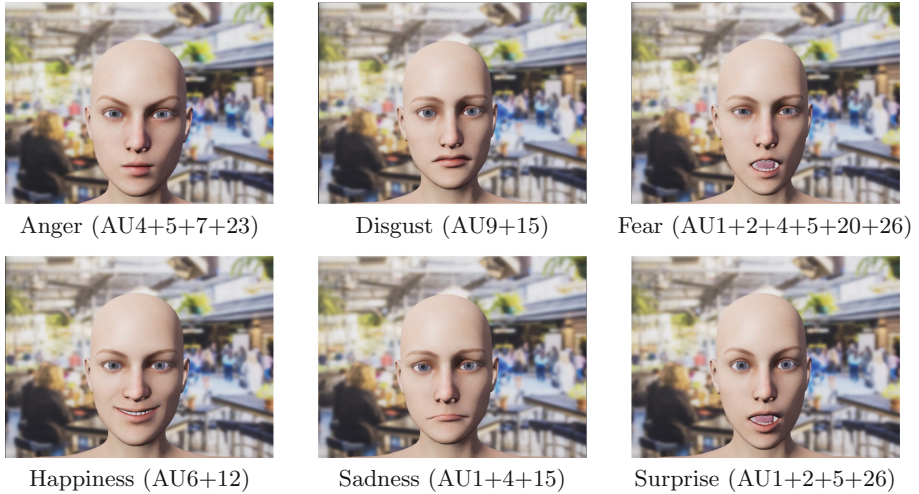 Anger (AU4+5+7+23)
Disgust (AU9+15)
Fear (AU1+2+4+5+20+26)
Happiness (AU6+12)
Sadness (AU1+4+15)
Surprise (AU1+2+5+26)